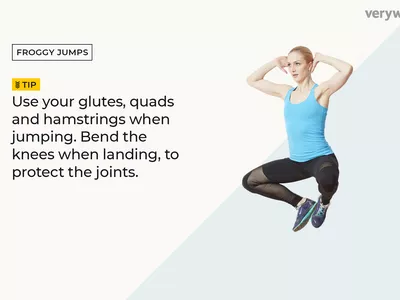 FROGGY JUMPS
TIP
Use your glutes, quads
and hamstrings when
jumping. Bend the
knees when landing, to
protect the joints.